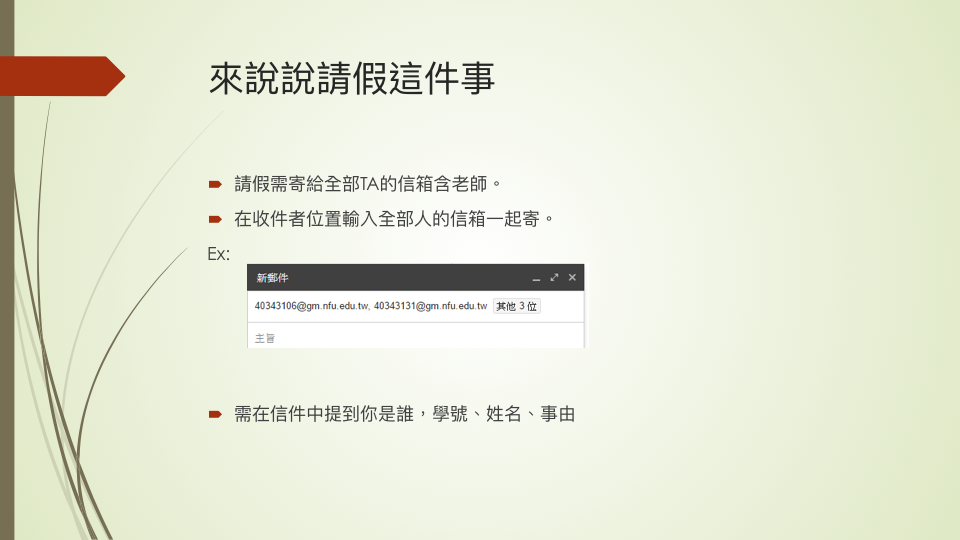 來說說請假這件事
請假需寄給全部TA的信箱含老師。
在收件者位置輸入全部人的信箱一起寄。
Ex:
新郵件
40343106@gm.nfu.edu.tw, 40343131@gm.nfu.edu.tw 其他 3 位
主旨
需在信件中提到你是誰，學號、姓名、事由